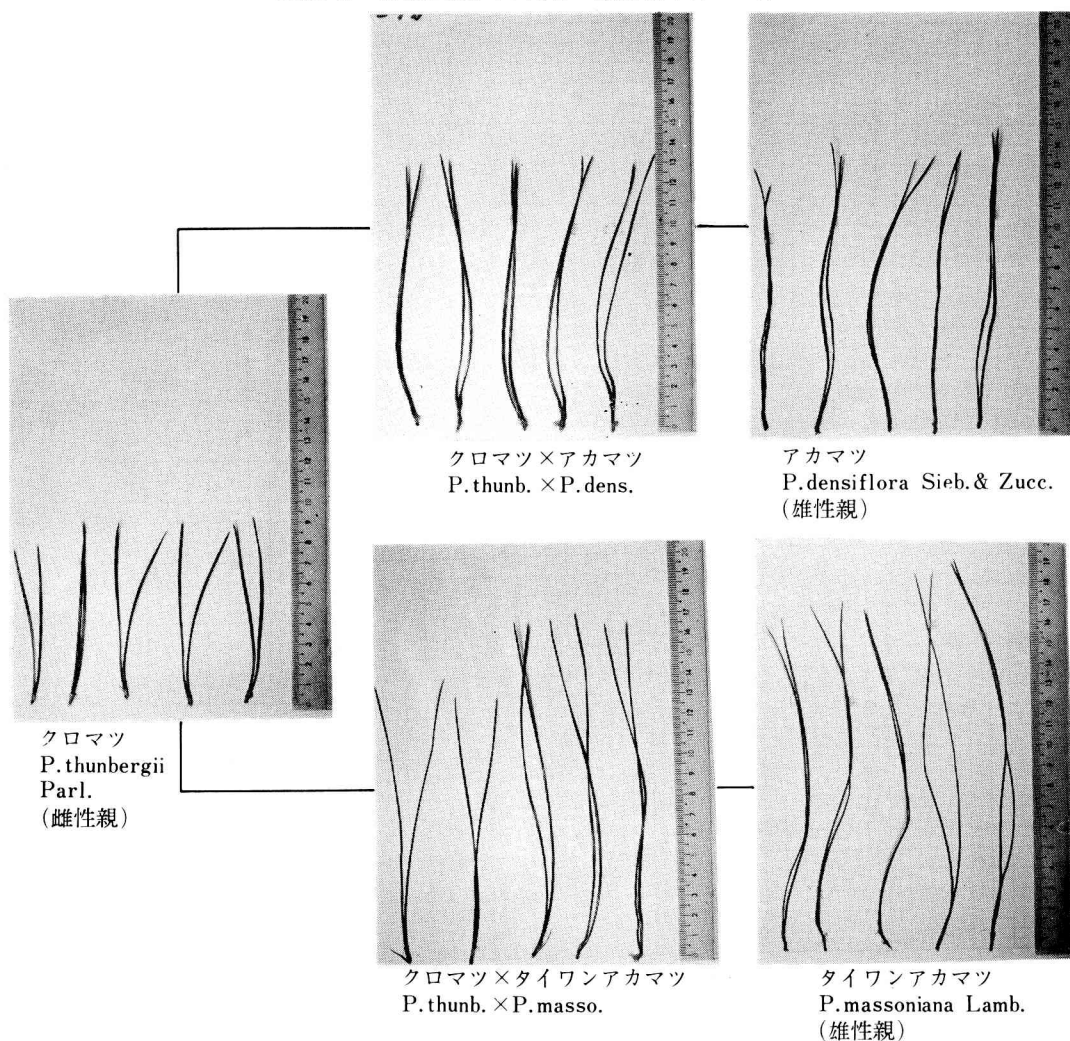 クロマツ×アカマツ
P.thunb.×P.dens.
アカマツ
P.densiflora Sieb.& Zucc.
(雄性親)
クロマツ
P.thunbergii
Parl.
(雌性親)
クロマツ×タイワンアカマツ
P.thunb.×P.masso.
タイワンアカマツ
P.massoniana Lamb.
(雄性親)